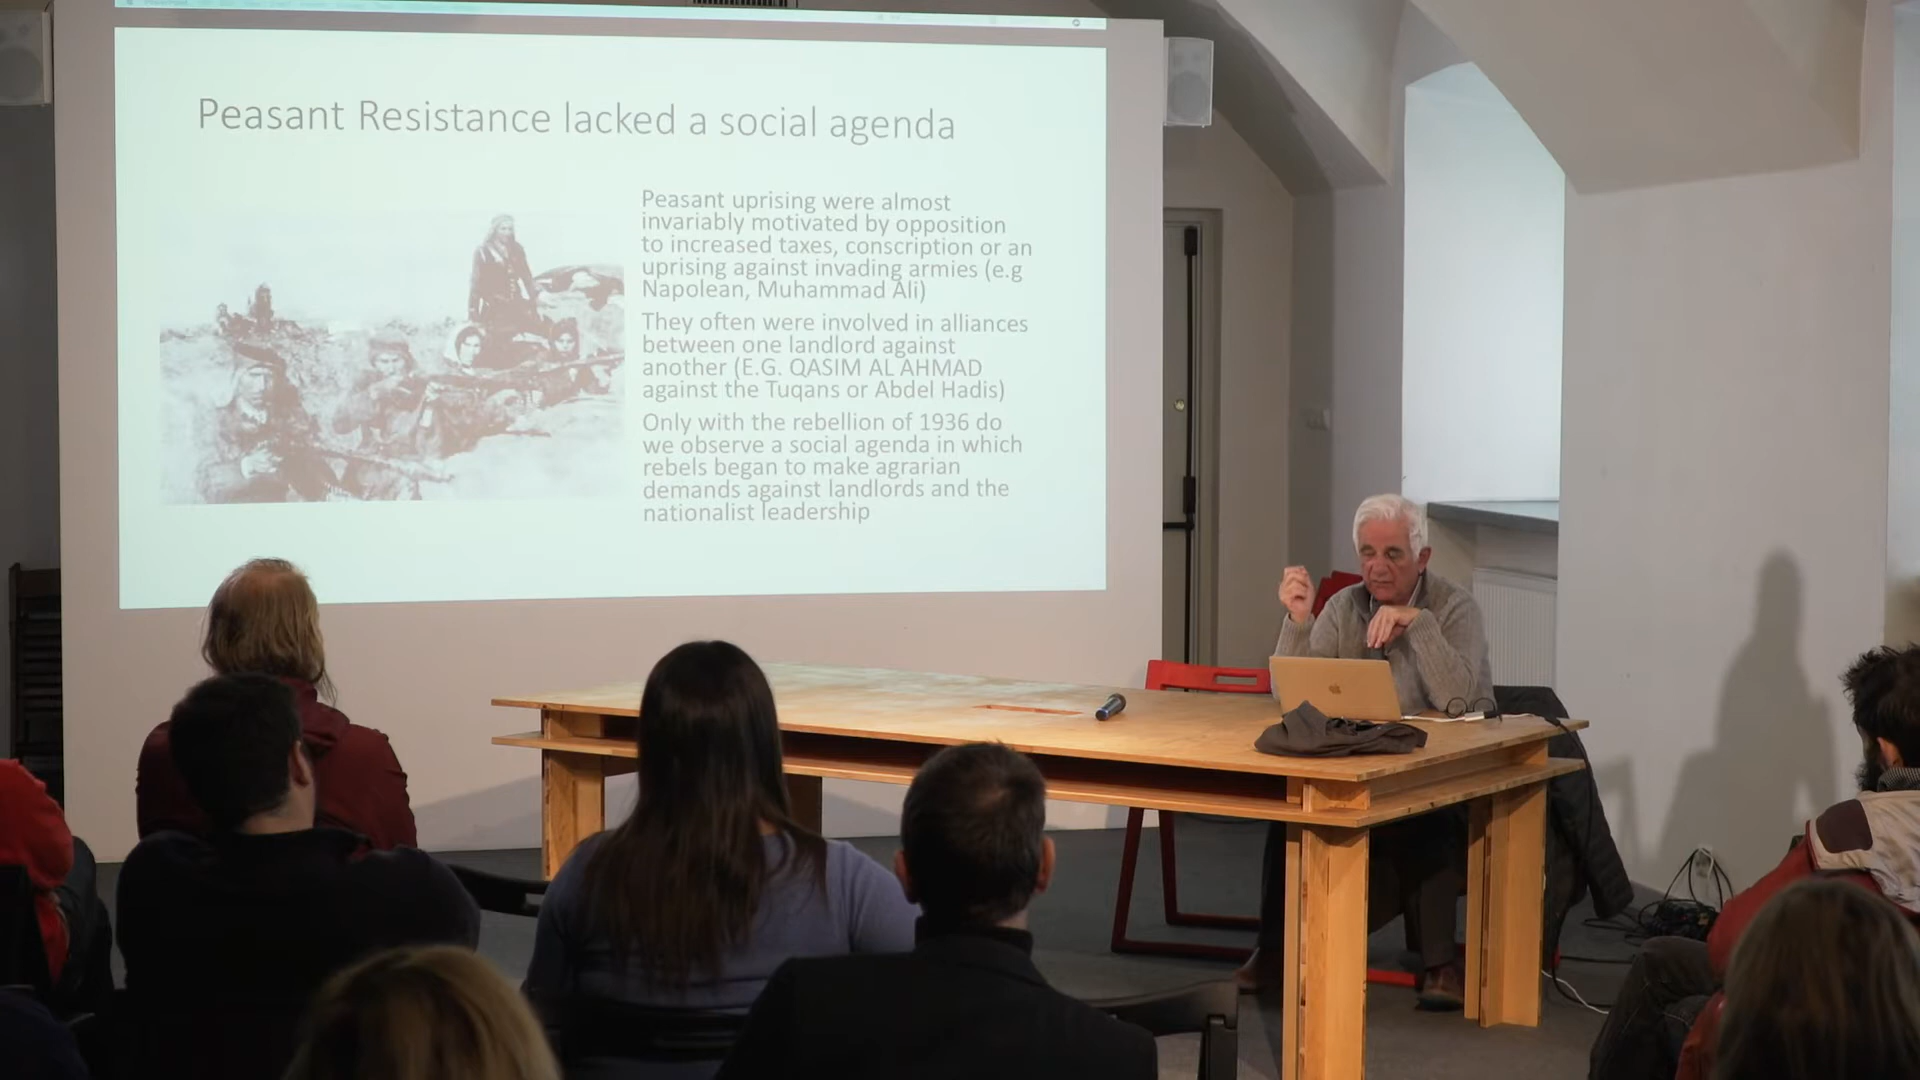 Peasant Resistance lacked a social agenda
Peasant uprising were almost
invariably motivated by opposition
to increased taxes, conscription or an
uprising against invading armies (e.g
Napolean, Muhammad Ali)
They often were involved in alliances
between one landlord against
another (E.G. QASIM AL AHMAD
against the Tuqans or Abdel Hadis)
Only with the rebellion of 1936 do
we observe a social agenda in which
rebels began to make agrarian
demands against landlords and the
nationalist leadership